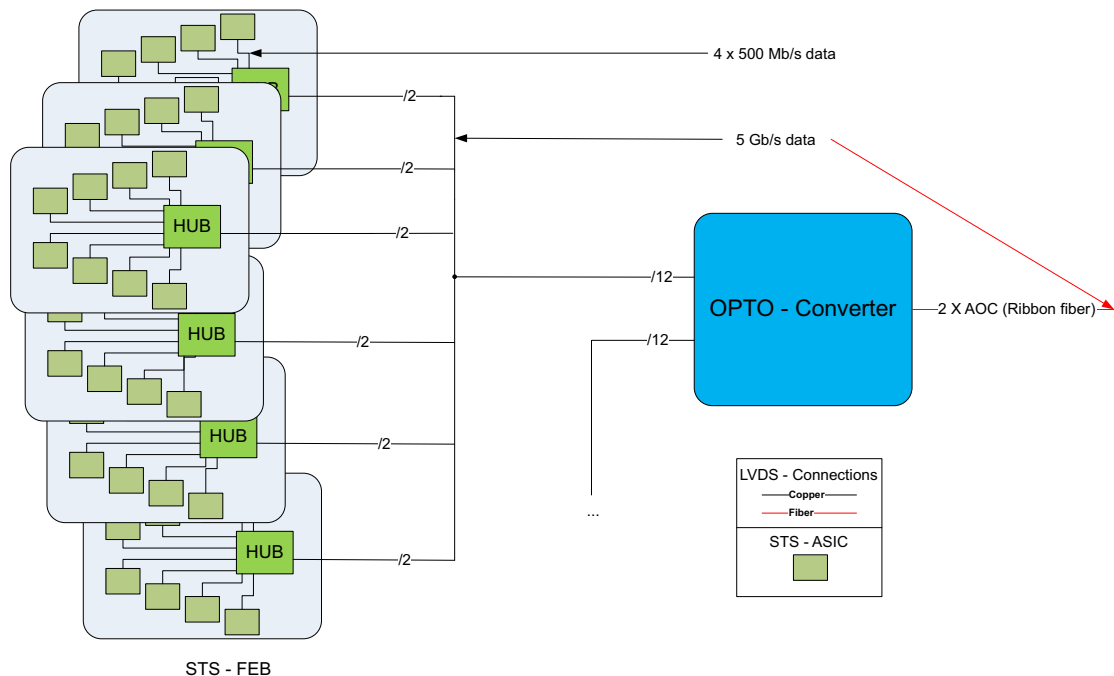 4 x 500 Mb/s data
B
/2
5 Gb/s data
/2
HUB
/2
/12
OPTO - Converter
2 X AOC (Ribbon fiber)
HUB
/2
/12
HUB
/2
LVDS - Connections
Copper
Fiber
...
STS - ASIC
HUB
/2
STS - FEB